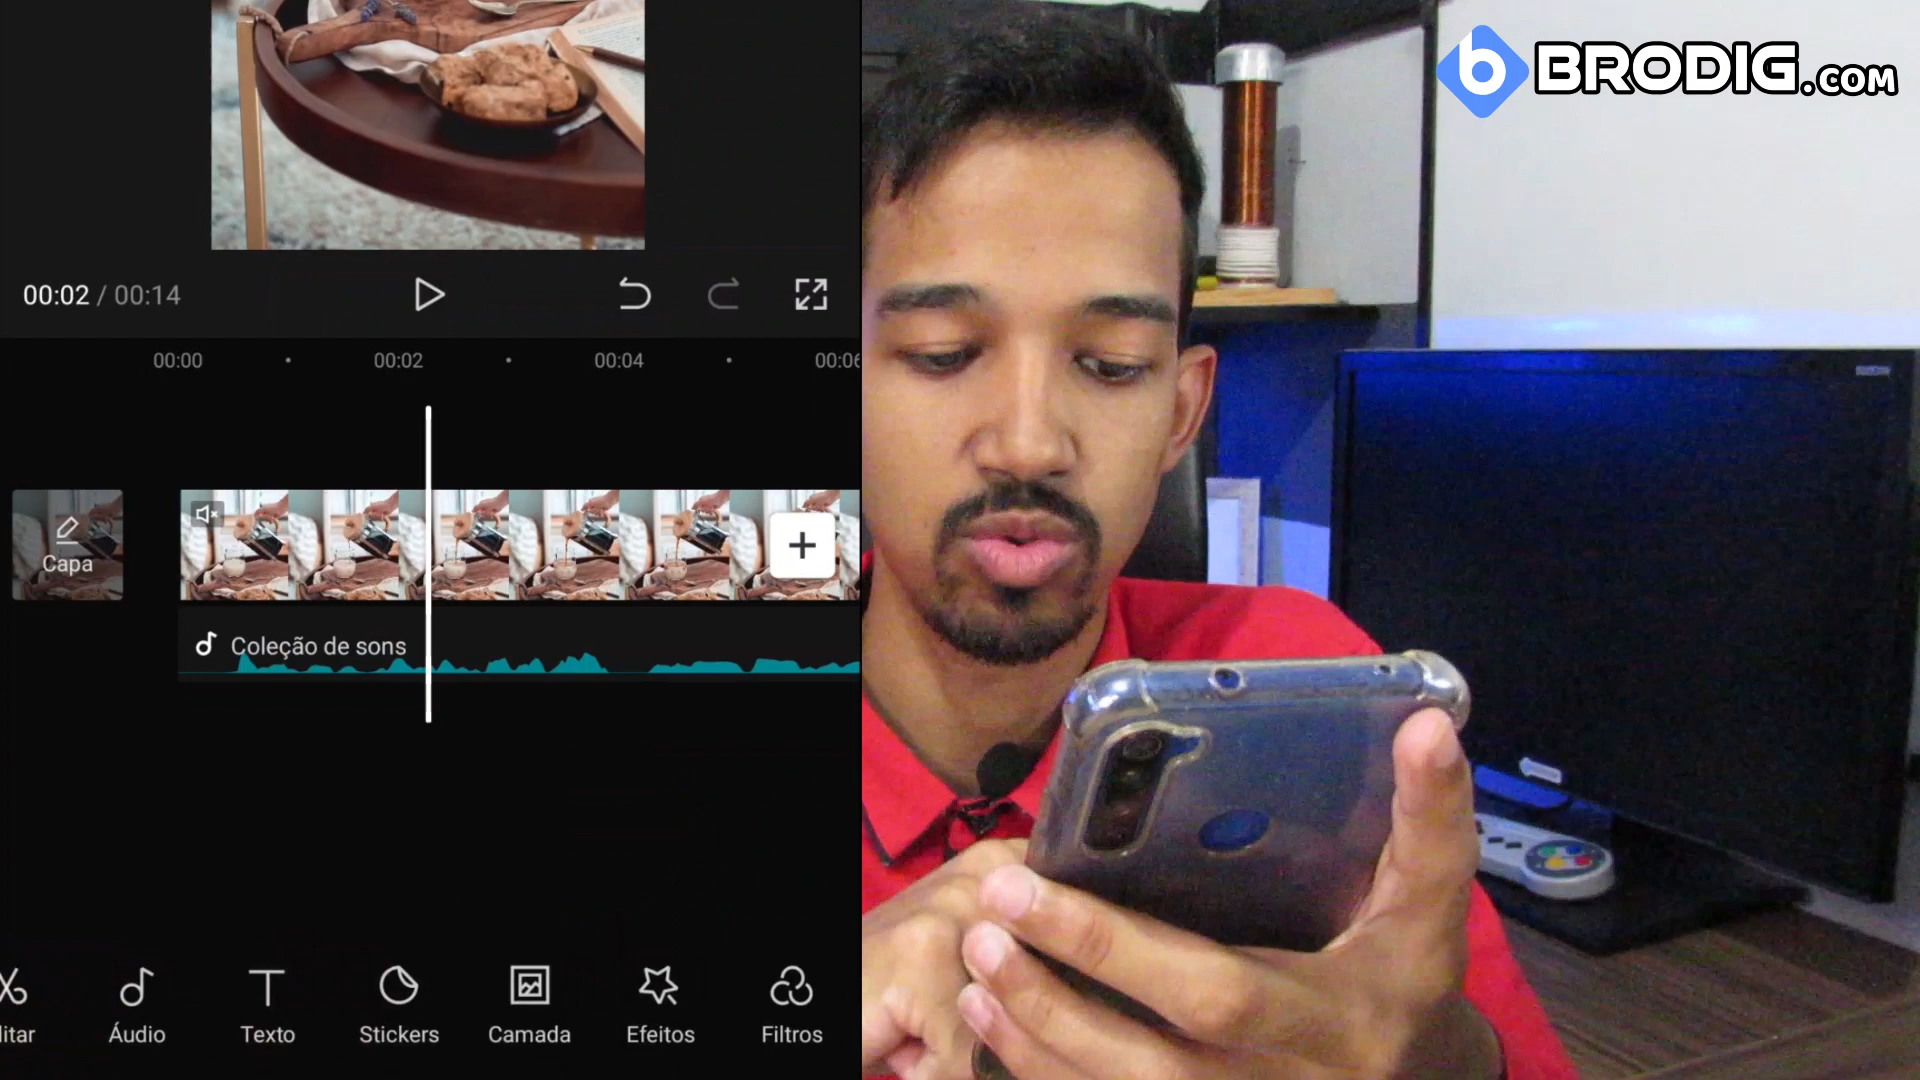 BRODIG.COM
00:02 / 00:14
00:00
00:02
00:04
00:06
Capa
Coleção de sons
litar
Áudio
Texto
Stickers
Camada
Efeitos
Filtros